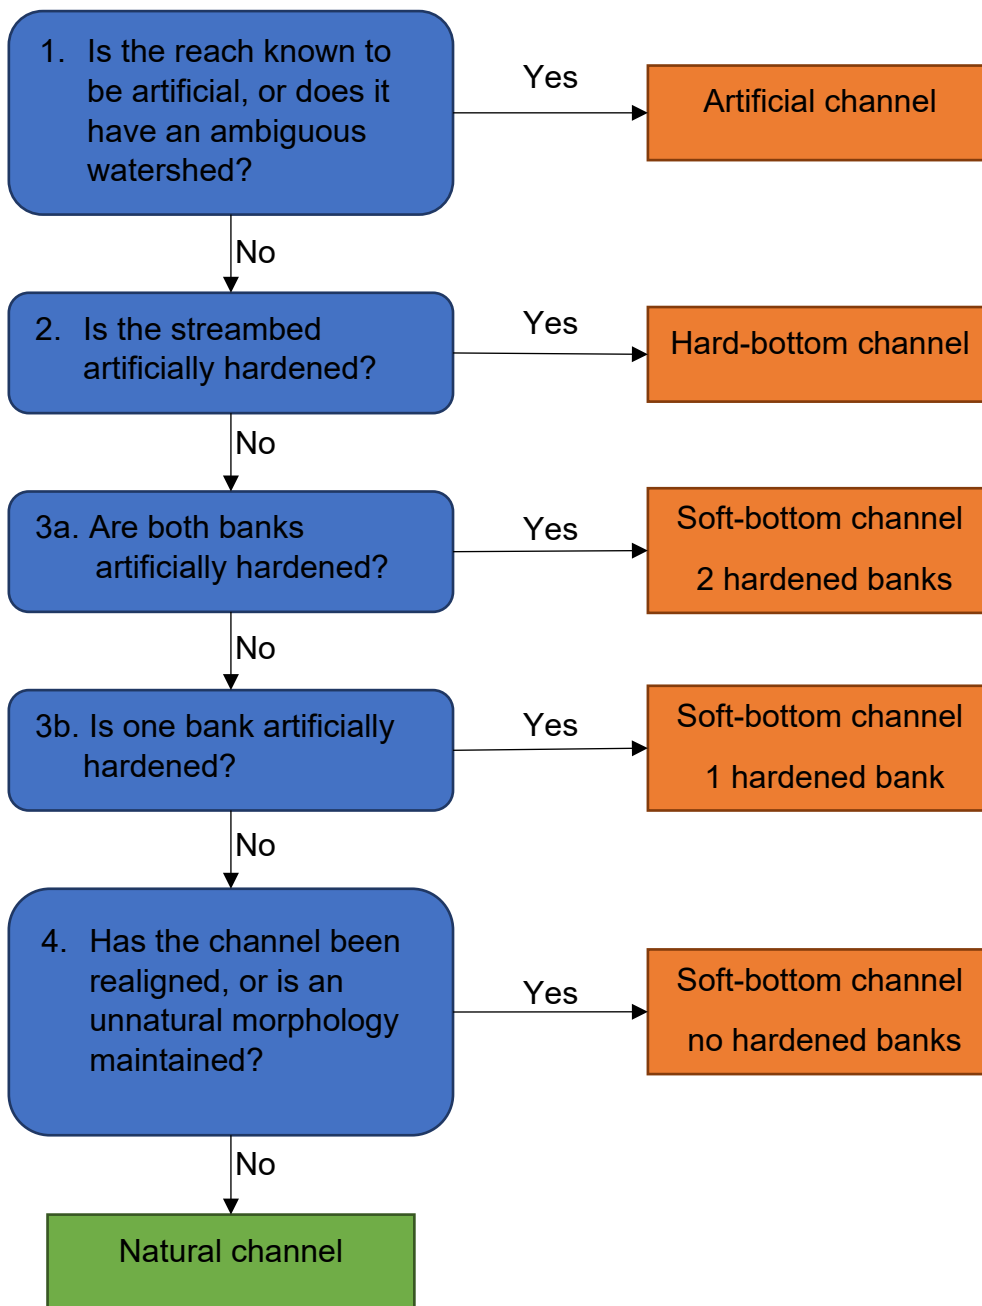 1. Is the reach known to
be artificial, or does it
have an ambiguous
watershed?
Yes
Artificial channel
No
2. Is the streambed
artificially hardened?
Yes
Hard-bottom channel
No
3a. Are both banks
artificially hardened?
Yes
Soft-bottom channel
2 hardened banks
No
3b. Is one bank artificially
hardened?
Yes
Soft-bottom channel
1 hardened bank
No
4. Has the channel been
realigned, or is an
unnatural morphology
maintained?
Yes
Soft-bottom channel
no hardened banks
No
Natural channel